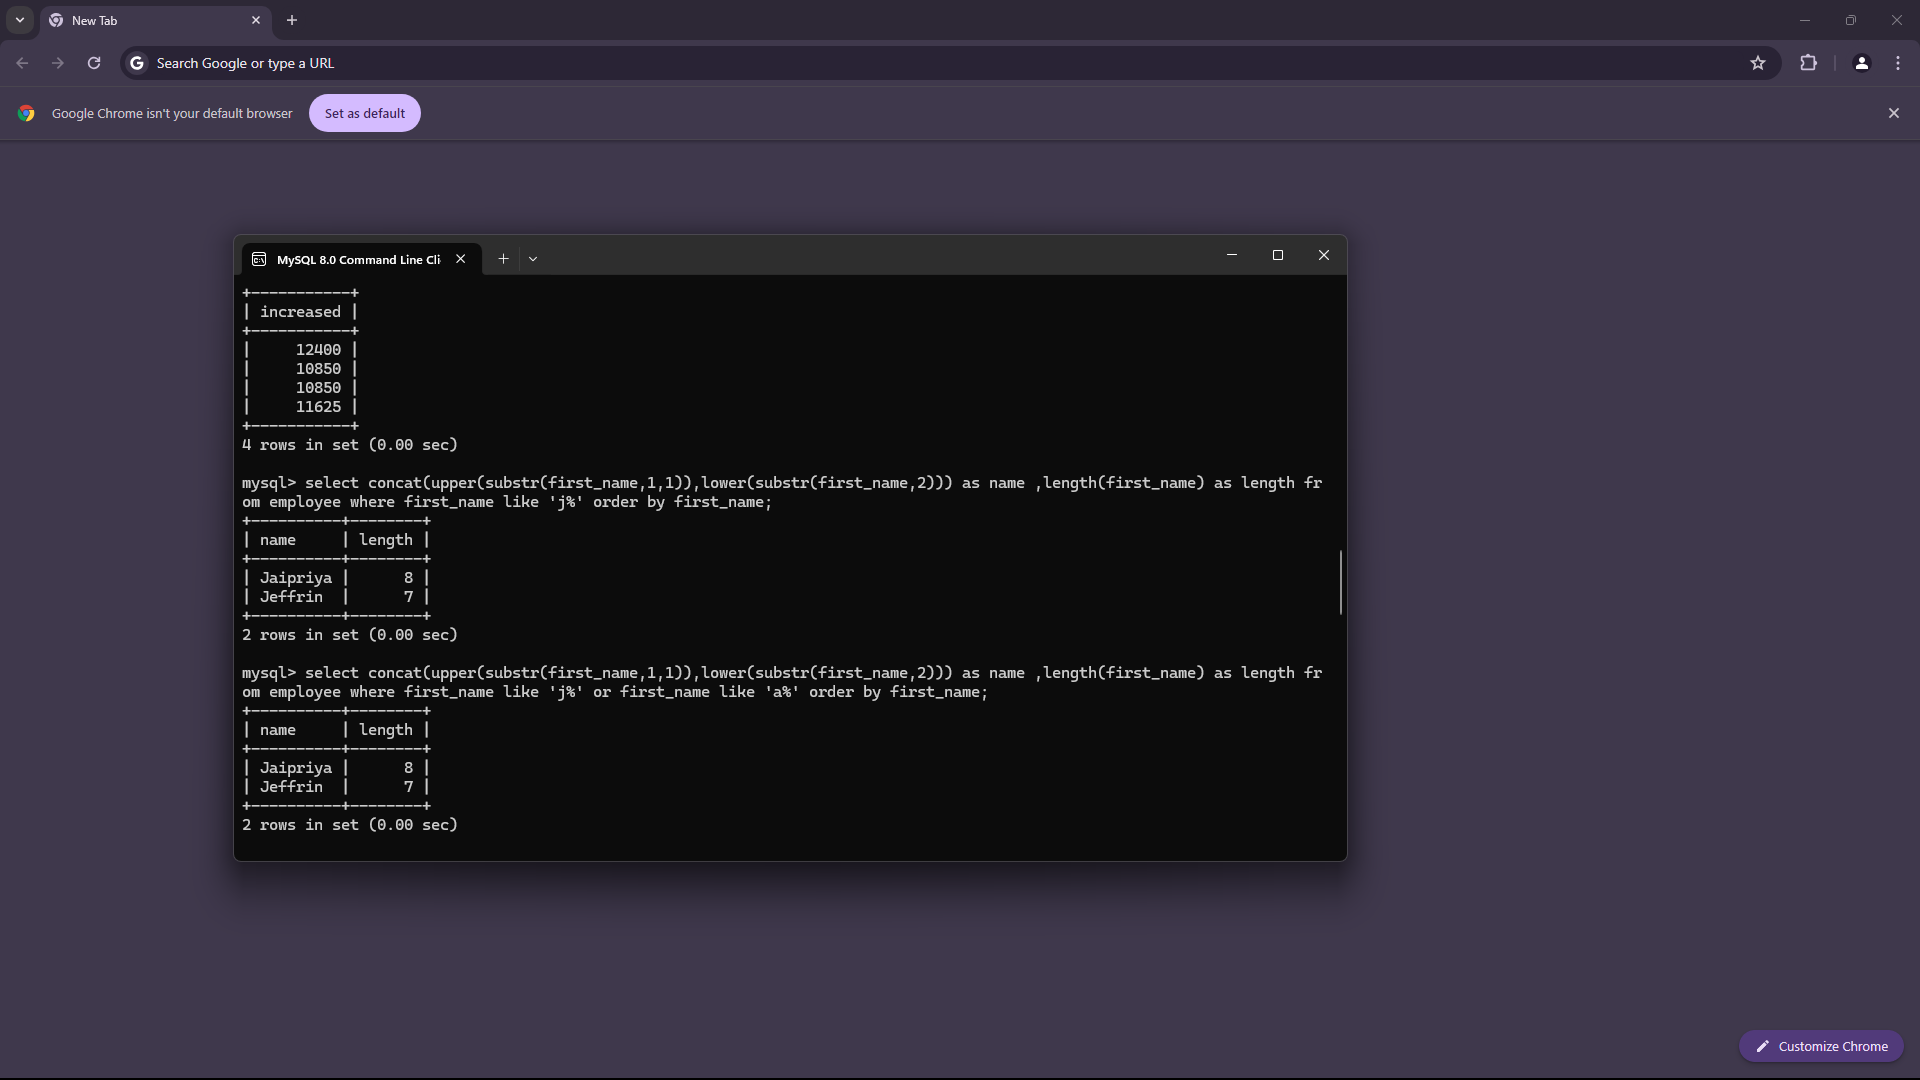 New Tab
Search Google or type a URL
Google Chrome isn't your default browser
Set as default
MySQL 8.0 Command Line Cli
+-----------+
| increased |
+-----------+
|     12400 |
|     10850 |
|     10850 |
|     11625 |
+-----------+
4 rows in set (0.00 sec)
mysql> select concat(upper(substr(first_name,1,1)),lower(substr(first_name,2))) as name ,length(first_name) as length fr
om employee where first_name like 'j%' order by first_name;
+----------+--------+
| name     | length |
+----------+--------+
| Jaipriya |      8 |
| Jeffrin  |      7 |
+----------+--------+
2 rows in set (0.00 sec)
mysql> select concat(upper(substr(first_name,1,1)),lower(substr(first_name,2))) as name ,length(first_name) as length fr
om employee where first_name like 'j%' or first_name like 'a%' order by first_name;
+----------+--------+
| name     | length |
+----------+--------+
| Jaipriya |      8 |
| Jeffrin  |      7 |
+----------+--------+
2 rows in set (0.00 sec)
Customize Chrome